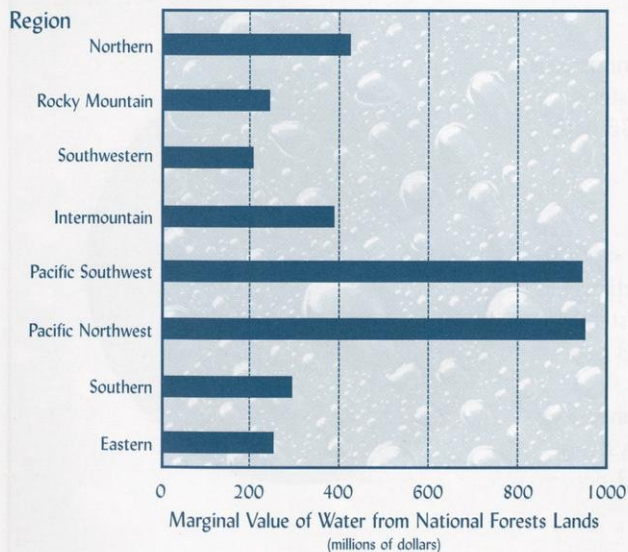 Region
Northern
Rocky Mountain
Southwestern
Intermountain
Pacific Southwest
Pacific Northwest
Southern
Eastern
0 200 400 600 800 1000
Marginal Value of Water from National Forests Lands
(millions of dollars)